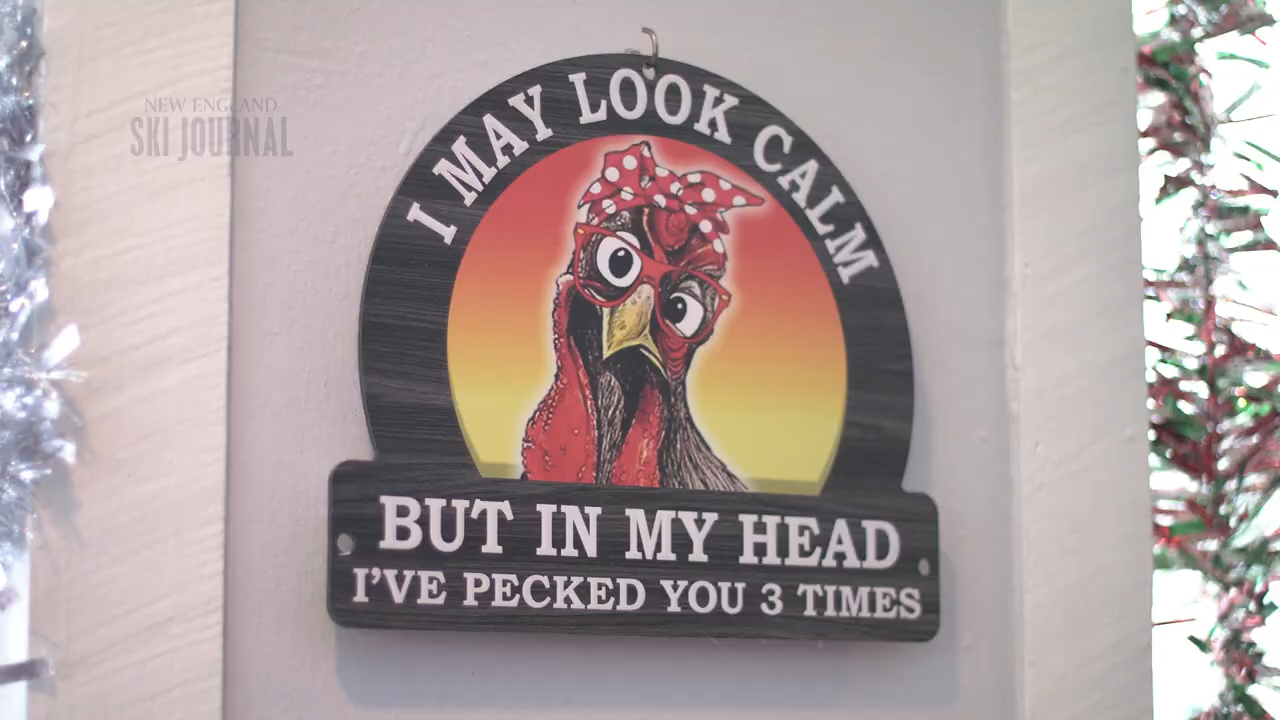 NEW ENGLAND
SKI JOURNAL
I MAY LOOK CALM
BUT IN MY HEAD
I'VE PECKED YOU 3 TIMES